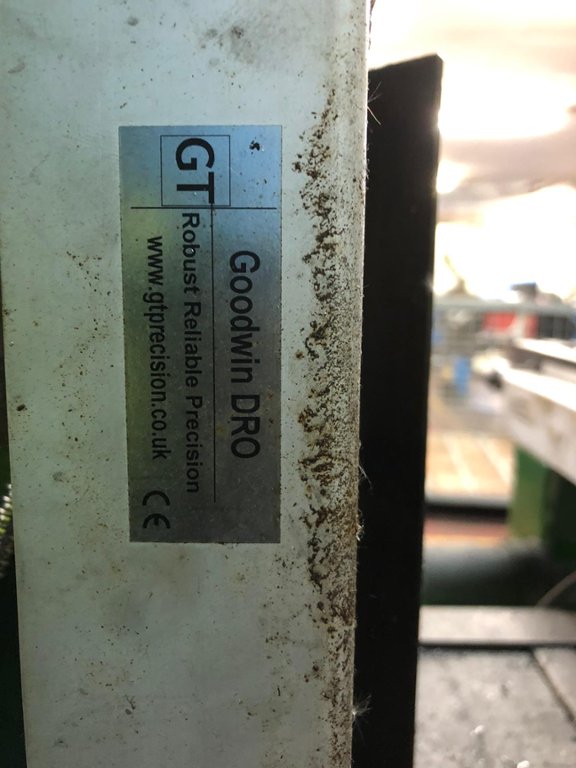 GT
Goodwin DRO
Robust Reliable Precision
www.gtprecision.co.uk
CE